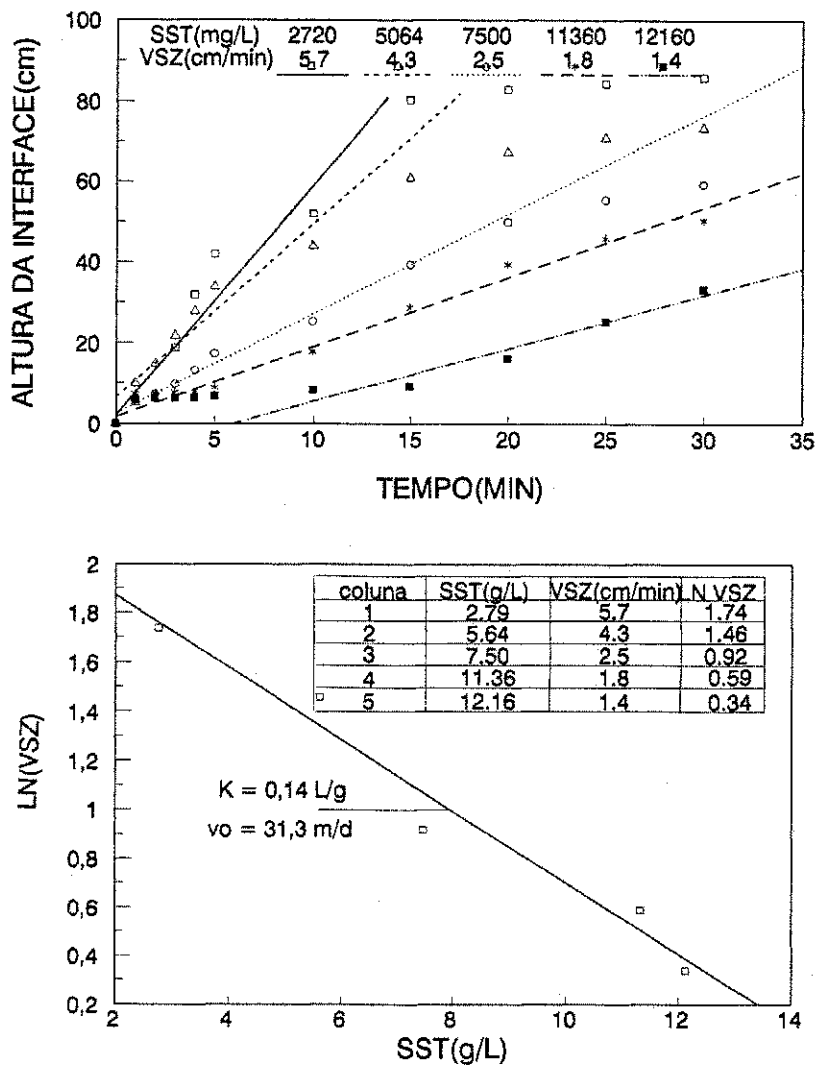 SST(mg/L) 2720 5064 7500 11360 12160
VSZ(cm/min) 5.7 4.3 2.5 1.8 1.4
ALTURA DA INTERFACE(cm)
100
80
60
40
20
0
0 5 10 15 20 25 30 35
TEMPO(MIN)
2
1,8
1,6
1,4
1,2
1
0,8
0,6
0,4
0,2
LN(VSZ)
coluna SST(g/L) VSZ(cm/min) LN VSZ
1 2.79 5.7 1.74
2 5.64 4.3 1.46
3 7.50 2.5 0.92
4 11.36 1.8 0.59
5 12.16 1.4 0.34
K = 0,14 L/g
vo = 31,3 m/d
2 4 6 8 10 12 14
SST(g/L)